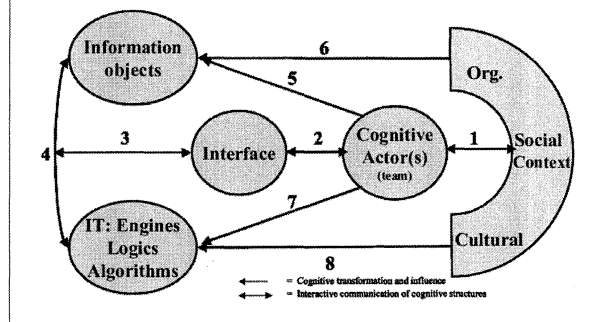 Information
objects
6
Org.
5
4
3
Interface
2
Cognitive
Actor(s)
(team)
1
Social
Context
7
IT: Engines
Logics
Algorithms
Cultural
8
= Cognitive transformation and influence
= Interactive communication of cognitive structures